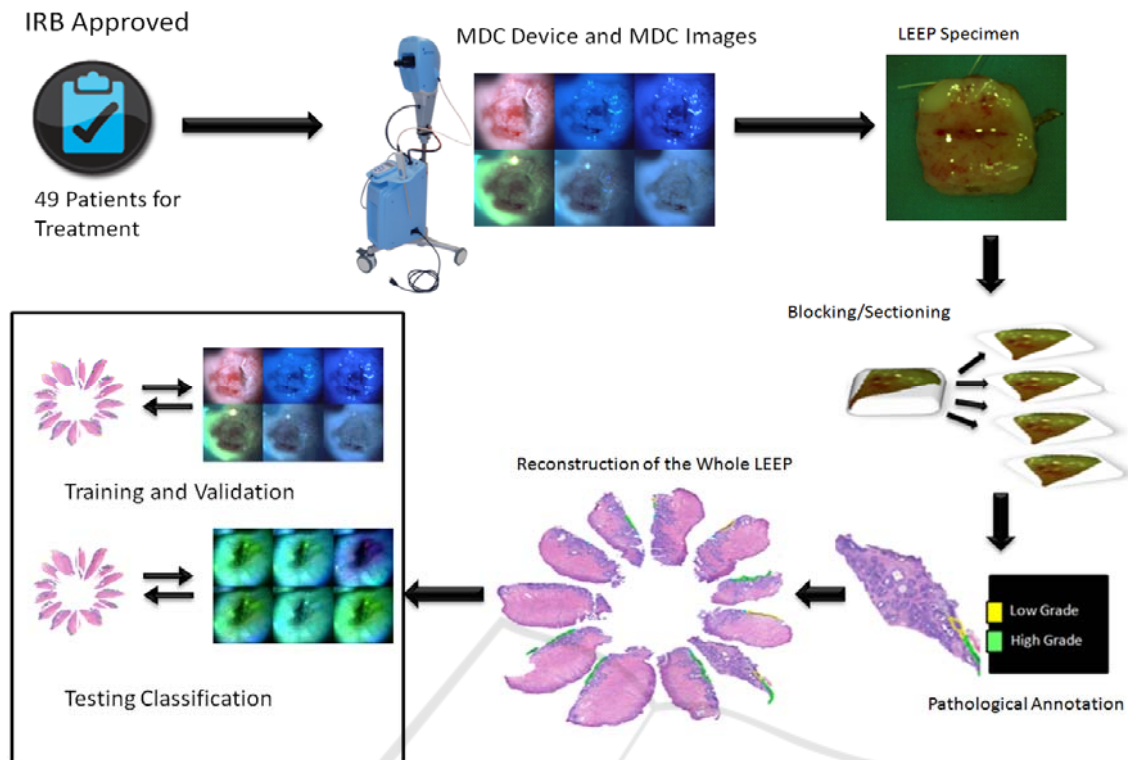 IRB Approved
49 Patients for
Treatment
MDC Device and MDC Images
LEEP Specimen
Blocking/Sectioning
Low Grade
High Grade
Pathological Annotation
Reconstruction of the Whole LEEP
Training and Validation
Testing Classification